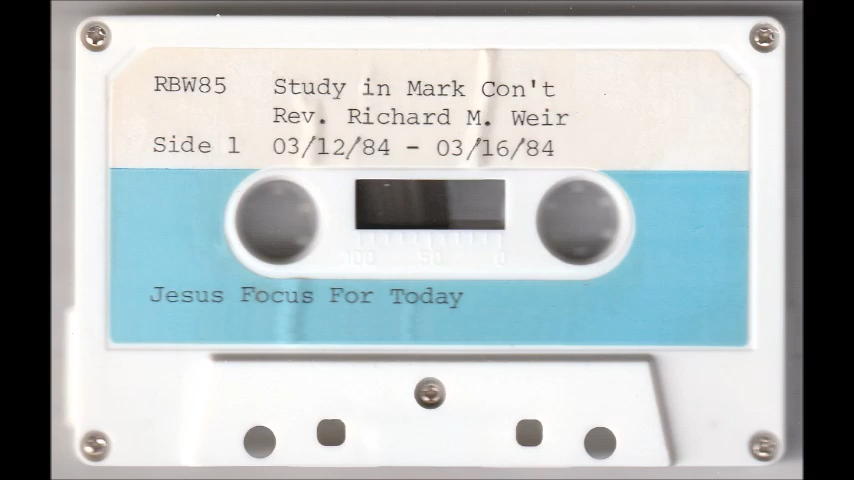 RBW85 Study in Mark Con't
Rev. Richard M. Weir
Side 1 03/12/84 - 03/16/84
100 50 0
Jesus Focus For Today